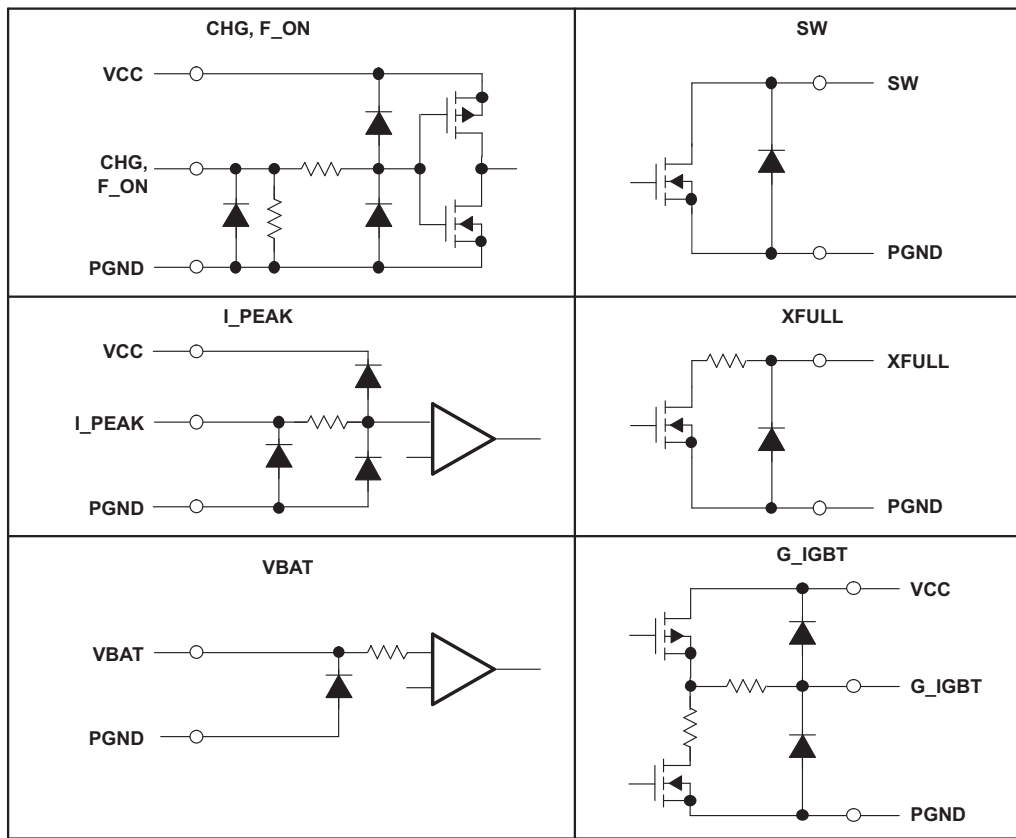 CHG, F_ON
VCC
CHG,
F_ON
PGND
SW
SW
PGND
I_PEAK
VCC
I_PEAK
PGND
XFULL
XFULL
PGND
VBAT
VBAT
PGND
G_IGBT
VCC
G_IGBT
PGND